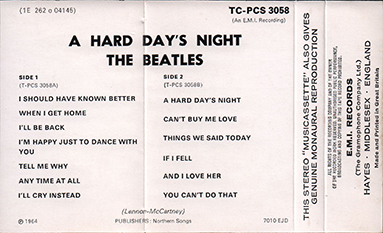 (1E 262 o 04145)
TC-PCS 3058
(An E.M.I. Recording)
A HARD DAY'S NIGHT
THE BEATLES
SIDE 1
(T-PCS 3058A)
I SHOULD HAVE KNOWN BETTER
WHEN I GET HOME
I'LL BE BACK
I'M HAPPY JUST TO DANCE WITH
YOU
TELL ME WHY
ANY TIME AT ALL
I'LL CRY INSTEAD
SIDE 2
(T-PCS 3058B)
A HARD DAY'S NIGHT
CAN'T BUY ME LOVE
THINGS WE SAID TODAY
IF I FELL
AND I LOVE HER
YOU CAN'T DO THAT
(Lennon-McCartney)
℗ 1964
PUBLISHERS: Northern Songs
7010 EJD
THIS STEREO "MUSICASSETTE" ALSO GIVES
GENUINE MONAURAL REPRODUCTION
E.M.I. RECORDS
(The Gramophone Company Ltd.)
HAYES · MIDDLESEX · ENGLAND
Made and Printed in Great Britain